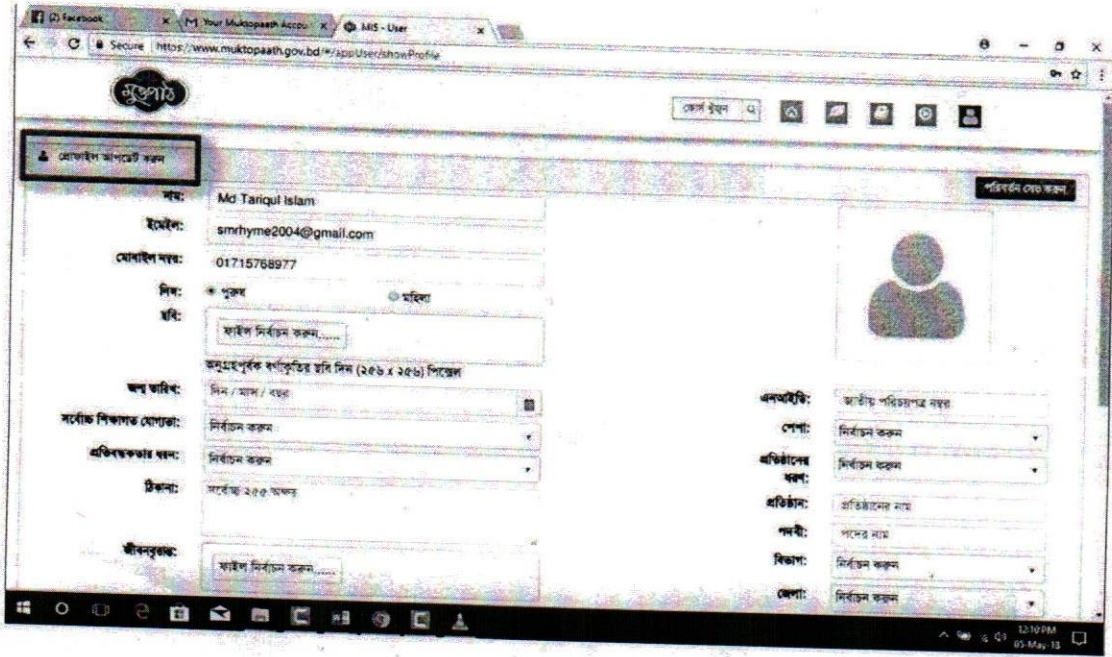 (2) Facebook
Your Muktopaath Accou
MIS - User
Secure https://www.muktopaath.gov.bd/#/appUser/showProfile
মুক্তপাঠ
কোর্স খুঁজুন
প্রোফাইল আপডেট করুন
পরিবর্তন সেভ করুন
নাম:
Md Tariqul Islam
ইমেইল:
smrhyme2004@gmail.com
মোবাইল নম্বর:
01715768977
লিঙ্গ:
পুরুষ
মহিলা
ছবি:
ফাইল নির্বাচন করুন......
অনুগ্রহপূর্বক বর্গাকৃতির ছবি দিন (২৫৬ x ২৫৬) পিক্সেল
জন্ম তারিখ:
দিন / মাস / বছর
সর্বোচ্চ শিক্ষাগত যোগ্যতা:
নির্বাচন করুন
প্রতিবন্ধকতার ধরন:
নির্বাচন করুন
ঠিকানা:
সর্বোচ্চ ২৫৫ অক্ষর
জীবনবৃত্তান্ত:
ফাইল নির্বাচন করুন......
এনআইডি:
জাতীয় পরিচয়পত্র নম্বর
পেশা:
নির্বাচন করুন
প্রতিষ্ঠানের
ধরণ:
নির্বাচন করুন
প্রতিষ্ঠান:
প্রতিষ্ঠানের নাম
পদবী:
পদের নাম
বিভাগ:
নির্বাচন করুন
জেলা:
নির্বাচন করুন
12:10 PM
05-May-18